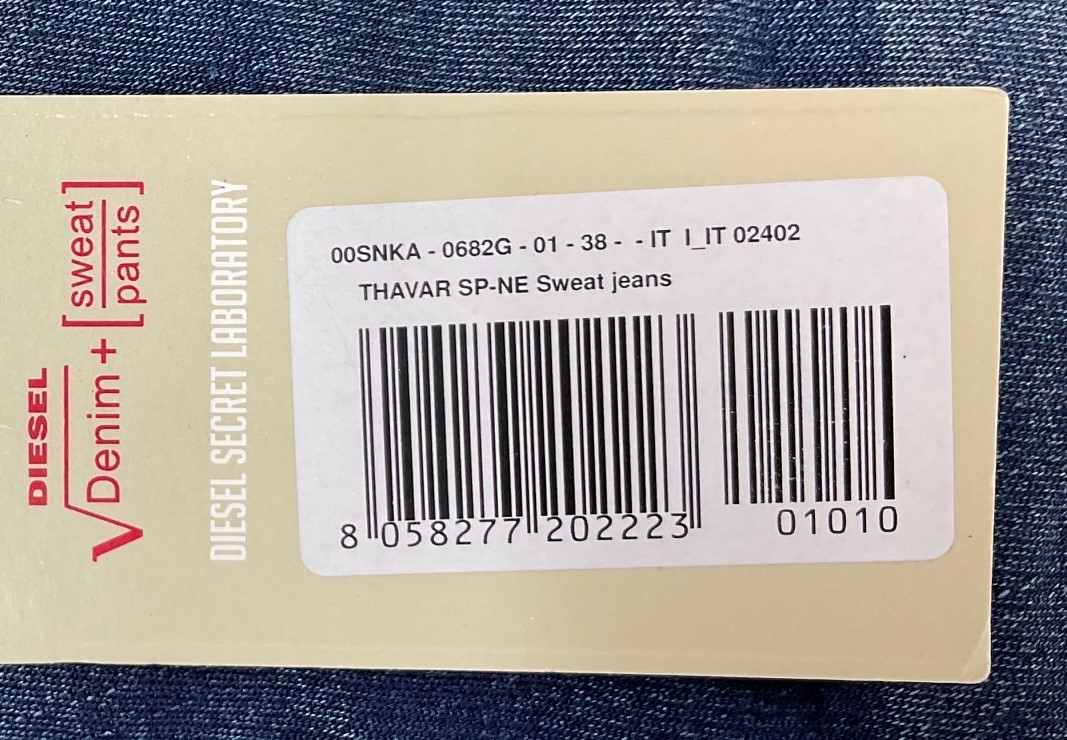 DIESEL
√Denim + [sweat
pants]
DIESEL SECRET LABORATORY
00SNKA - 0682G - 01 - 38 - - IT I_IT 02402
THAVAR SP-NE Sweat jeans
8 058277 202223 01010